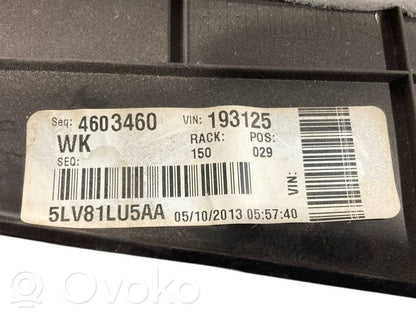 Seq: 4603460 VIN: 193125
WK RACK: POS:
SEQ: 150 029
VIN:
5LV81LU5AA 05/10/2013 05:57:40
OVOKO